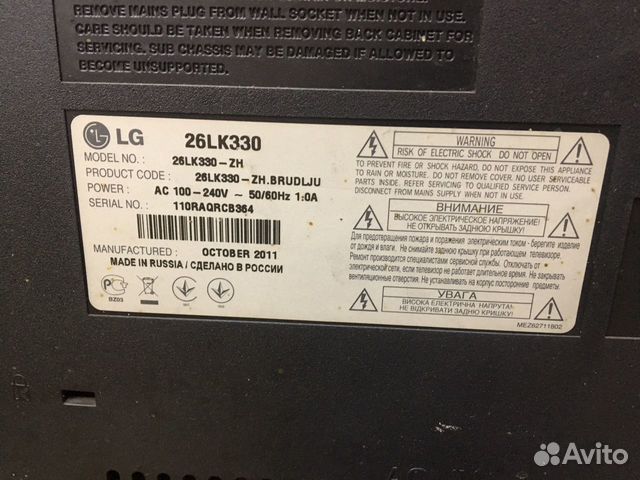 REMOVE MAINS PLUG FROM WALL SOCKET WHEN NOT IN USE.
CARE SHOULD BE TAKEN WHEN REMOVING BACK CABINET FOR
SERVICING. SUB CHASSIS MAY BE DAMAGED IF ALLOWED TO
BECOME UNSUPPORTED.
LG 26LK330
MODEL NO. : 26LK330-ZH
PRODUCT CODE : 26LK330-ZH.BRUDLJU
POWER : AC 100-240V ~ 50/60Hz 1.0A
SERIAL NO. : 110RAQRCB364
MANUFACTURED : OCTOBER 2011
MADE IN RUSSIA / СДЕЛАНО В РОССИИ
BZ03
WARNING
RISK OF ELECTRIC SHOCK DO NOT OPEN
TO PREVENT FIRE OR SHOCK HAZARD, DO NOT EXPOSE THIS APPLIANCE
TO RAIN OR MOISTURE. DO NOT REMOVE COVER. NO USER SERVICEABLE
PARTS INSIDE. REFER SERVICING TO QUALIFIED SERVICE PERSONNEL.
DISCONNECT FROM MAINS SUPPLY WHEN NOT IN USE.
ВНИМАНИЕ
ВЫСОКОЕ ЭЛЕКТРИЧЕСКОЕ НАПРЯЖЕНИЕ!
НЕ ОТКРЫВАТЬ ЗАДНЮЮ КРЫШКУ!
Для предотвращения пожара и поражения электрическим током - берегите изделие
от дождя и влаги. Не снимать заднюю крышку при работающем телевизоре.
Ремонт производится специалистом сервисной службы. Отключать от
электрической сети, если телевизор не работает длительное время. Не закрывать
вентиляционные отверстия. Не устанавливать на корпус посторонние предметы.
УВАГА
ВИСОКА ЕЛЕКТРИЧНА НАПРУГА!
НЕ ВІДКРИВАТИ ЗАДНЮ КРИШКУ!
MEZ62711802
Avito